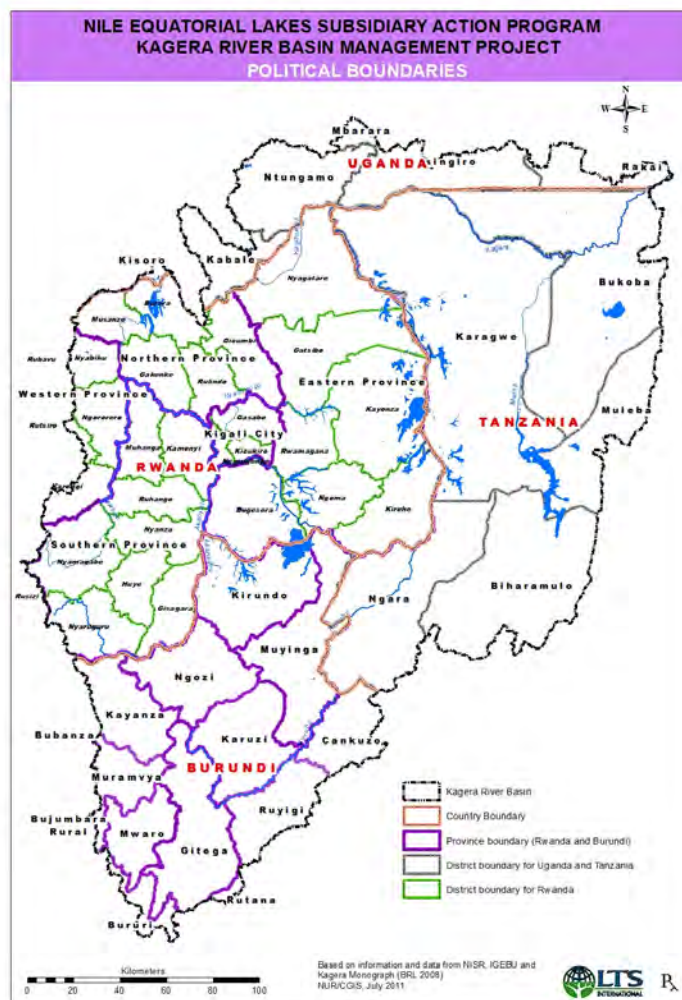 NILE EQUATORIAL LAKES SUBSIDIARY ACTION PROGRAM
KAGERA RIVER BASIN MANAGEMENT PROJECT
POLITICAL BOUNDARIES
N
W E
S
Mbarara
UGANDA
ingiro
Ntungamo
Rakai
Kabale
Kisoro
Nyagatare
Kagera
Bukoba
Musanze
Karagwe
Gatsibo
Northern Province
Rubavu
Nyabihu
Gakenke
Rulindo
Eastern Province
Western Province
Kayonza
Muleba
Ngororero
Gasabo
Rutsiro
Kigali City
TANZANIA
Muhanga
Kamonyi
Kicukiro
Rwamagana
RWANDA
Karongi
Ruhango
Bugesera
Ngoma
Kirehe
Nyanza
Southern Province
Nyamagabe
Huye
Biharamulo
Rusizi
Gisagara
Kirundo
Ngara
Nyaruguru
Muyinga
Ngozi
Kayanza
Bubanza
Karuzi
Cankuzo
Muramvya
BURUNDI
Bujumbara
Rural
Ruyigi
Mwaro
Gitega
Rutana
Bururi
Kagera River Basin
Country Boundary
Province boundary (Rwanda and Burundi)
District boundary for Uganda and Tanzania
District boundary for Rwanda
Kilometers
0 20 40 60 80 100
Based on information and data from NISR, IGEBU and
Kagera Monograph (BRL 2008)
NUR/CGIS, July 2011
LTS
INTERNATIONAL